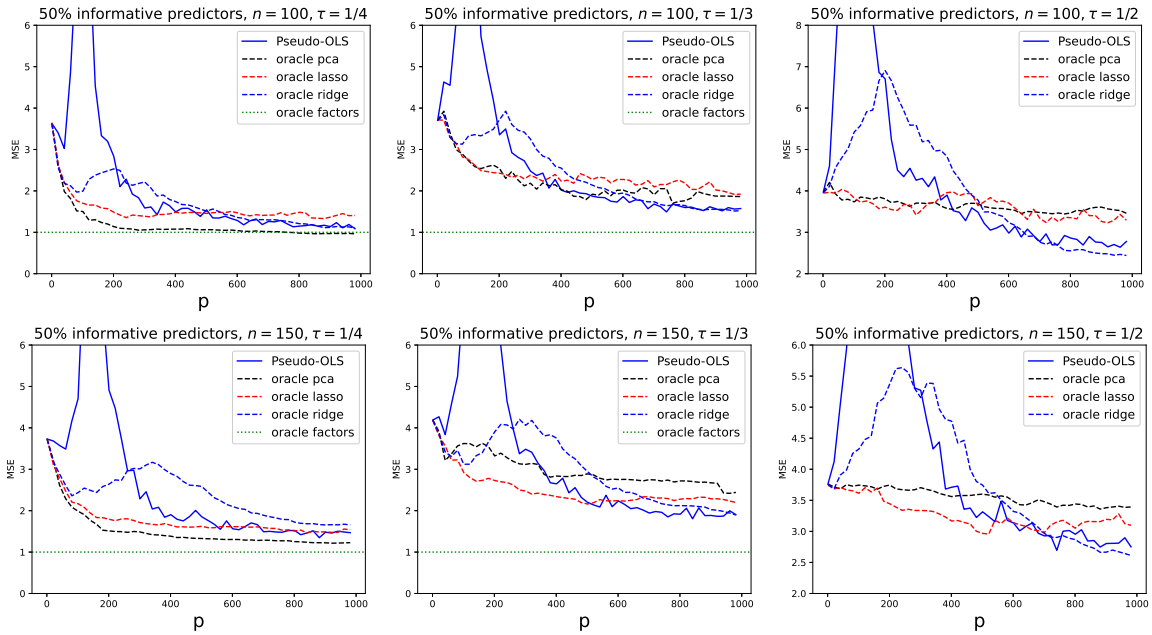 50% informative predictors, n = 100, τ = 1/4
6
5
4
3
2
1
0
MSE
Pseudo-OLS
oracle pca
oracle lasso
oracle ridge
oracle factors
0 200 400 600 800 1000
p
50% informative predictors, n = 100, τ = 1/3
6
5
4
3
2
1
0
MSE
Pseudo-OLS
oracle pca
oracle lasso
oracle ridge
oracle factors
0 200 400 600 800 1000
p
50% informative predictors, n = 100, τ = 1/2
8
7
6
5
4
3
2
MSE
Pseudo-OLS
oracle pca
oracle lasso
oracle ridge
0 200 400 600 800 1000
p
50% informative predictors, n = 150, τ = 1/4
6
5
4
3
2
1
0
MSE
Pseudo-OLS
oracle pca
oracle lasso
oracle ridge
oracle factors
0 200 400 600 800 1000
p
50% informative predictors, n = 150, τ = 1/3
6
5
4
3
2
1
0
MSE
Pseudo-OLS
oracle pca
oracle lasso
oracle ridge
oracle factors
0 200 400 600 800 1000
p
50% informative predictors, n = 150, τ = 1/2
6.0
5.5
5.0
4.5
4.0
3.5
3.0
2.5
2.0
MSE
Pseudo-OLS
oracle pca
oracle lasso
oracle ridge
0 200 400 600 800 1000
p